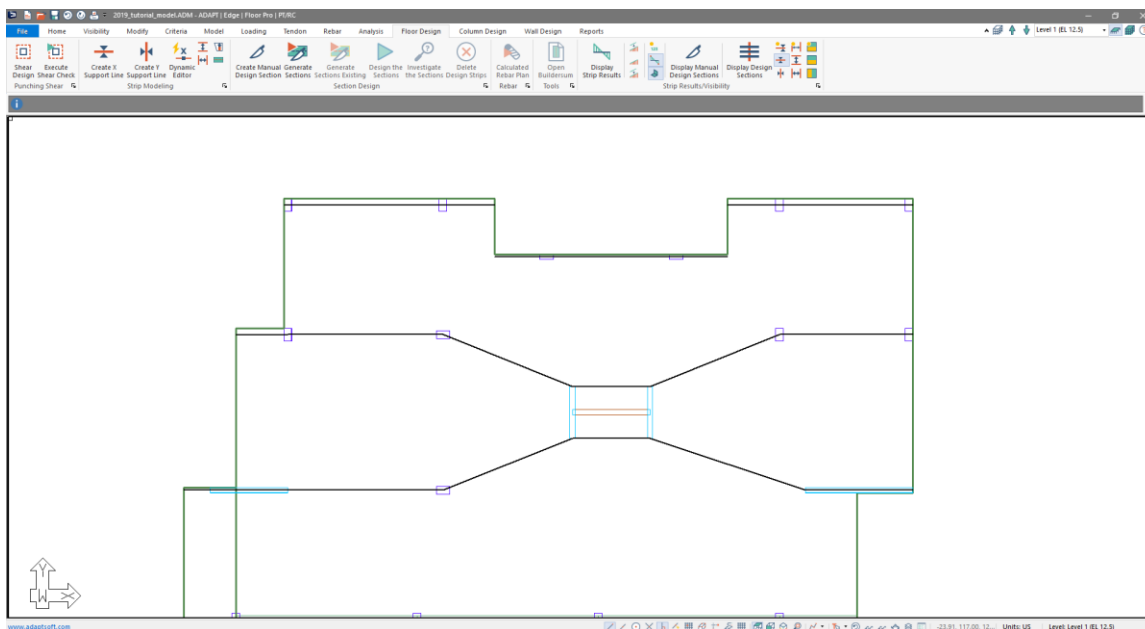 2019_tutorial_model.ADM - ADAPT | Edge | Floor Pro | PT/RC
File Home Visibility Modify Criteria Model Loading Tendon Rebar Analysis Floor Design Column Design Wall Design Reports Level 1 (EL 12.5)
Shear Execute Create X Create Y Dynamic Create Manual Generate Generate Design the Investigate Delete Calculated Open Display Display Manual Display Design
Design Shear Check Support Line Support Line Editor Design Section Sections Sections Existing Sections the Sections Design Strips Rebar Plan Buildersum Strip Results Design Sections Sections
Punching Shear Strip Modeling Section Design Rebar Tools Strip Results/Visibility
Y
W X
www.adaptsoft.com -23.91, 117.00, 12... Units: US Level: Level 1 (EL 12.5)